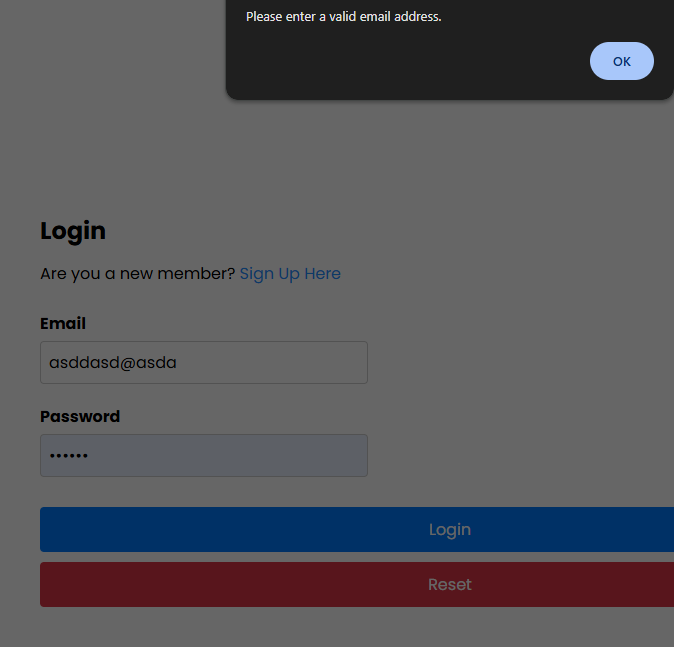 Please enter a valid email address.
OK
Login
Are you a new member? Sign Up Here
Email
asddasd@asda
Password
••••••
Login
Reset